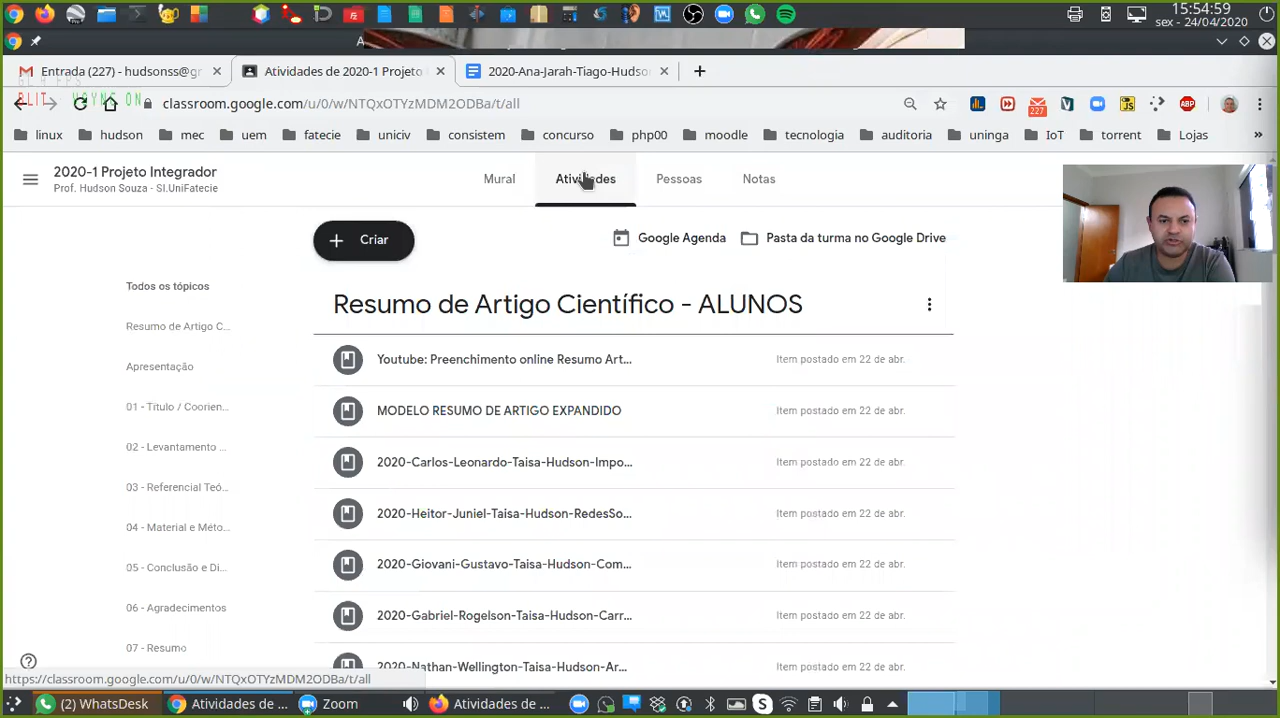 15:54:59
sex - 24/04/2020
Entrada (227) - hudsonss@gr
Atividades de 2020-1 Projeto
2020-Ana-Jarah-Tiago-Hudso
classroom.google.com/u/0/w/NTQxOTYzMDM2ODBa/t/all
227
ABP
linux
hudson
mec
uem
fatecie
uniciv
consistem
concurso
php00
moodle
tecnologia
auditoria
uninga
IoT
torrent
Lojas
»
2020-1 Projeto Integrador
Prof. Hudson Souza - SI.UniFatecie
Mural
Atividades
Pessoas
Notas
Criar
Google Agenda
Pasta da turma no Google Drive
Todos os tópicos
Resumo de Artigo C...
Apresentação
01 - Titulo / Coorien...
02 - Levantamento ...
03 - Referencial Teó...
04 - Material e Méto...
05 - Conclusão e Di...
06 - Agradecimentos
07 - Resumo
Resumo de Artigo Científico - ALUNOS
Youtube: Preenchimento online Resumo Art...
Item postado em 22 de abr.
MODELO RESUMO DE ARTIGO EXPANDIDO
Item postado em 22 de abr.
2020-Carlos-Leonardo-Taisa-Hudson-Impo...
Item postado em 22 de abr.
2020-Heitor-Juniel-Taisa-Hudson-RedesSo...
Item postado em 22 de abr.
2020-Giovani-Gustavo-Taisa-Hudson-Com...
Item postado em 22 de abr.
2020-Gabriel-Rogelson-Taisa-Hudson-Carr...
Item postado em 22 de abr.
2020-Nathan-Wellington-Taisa-Hudson-Ar...
Item postado em 22 de abr.
https://classroom.google.com/u/0/w/NTQxOTYzMDM2ODBa/t/all
(2) WhatsDesk
Atividades de ...
Zoom
Atividades de ...